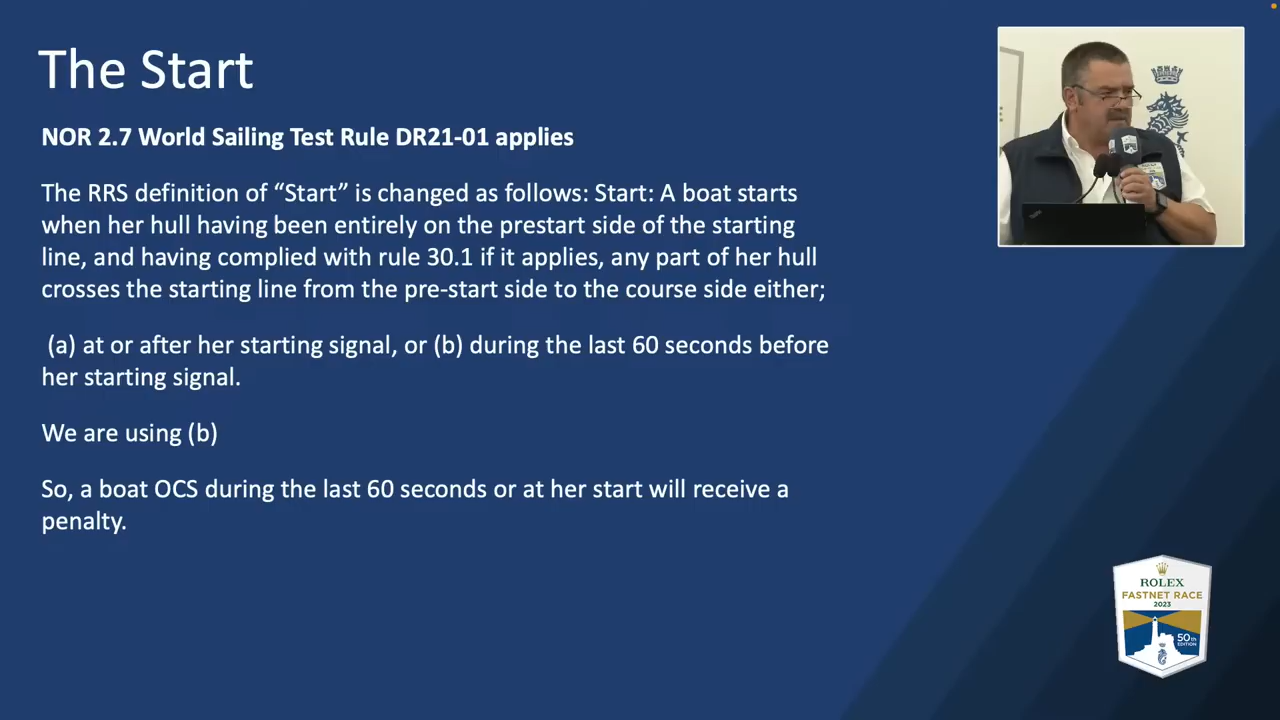 The Start
NOR 2.7 World Sailing Test Rule DR21-01 applies
The RRS definition of “Start” is changed as follows: Start: A boat starts
when her hull having been entirely on the prestart side of the starting
line, and having complied with rule 30.1 if it applies, any part of her hull
crosses the starting line from the pre-start side to the course side either;
(a) at or after her starting signal, or (b) during the last 60 seconds before
her starting signal.
We are using (b)
So, a boat OCS during the last 60 seconds or at her start will receive a
penalty.
ROLEX
FASTNET RACE
2023
50th
EDITION